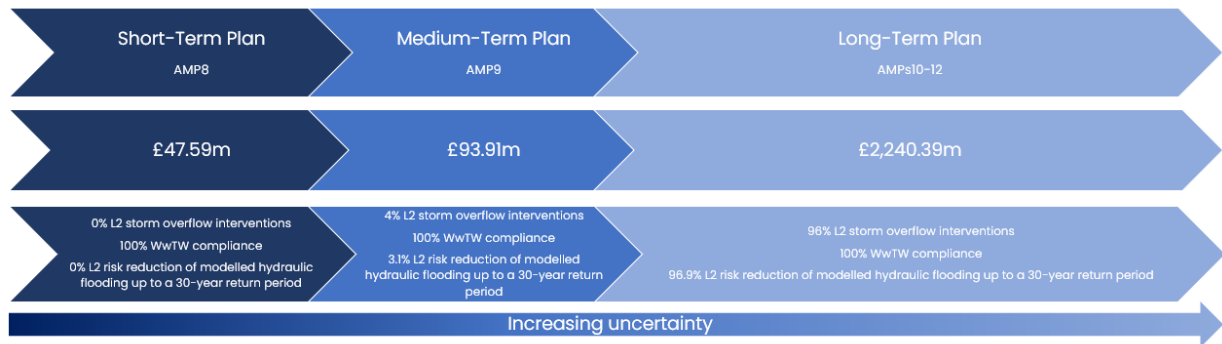 Short-Term Plan
AMP8
Medium-Term Plan
AMP9
Long-Term Plan
AMPs10-12
£47.59m
£93.91m
£2,240.39m
0% L2 storm overflow interventions
100% WwTW compliance
0% L2 risk reduction of modelled hydraulic
flooding up to a 30-year return period
4% L2 storm overflow interventions
100% WwTW compliance
3.1% L2 risk reduction of modelled
hydraulic flooding up to a 30-year return
period
96% L2 storm overflow interventions
100% WwTW compliance
96.9% L2 risk reduction of modelled hydraulic flooding up to a 30-year return period
Increasing uncertainty